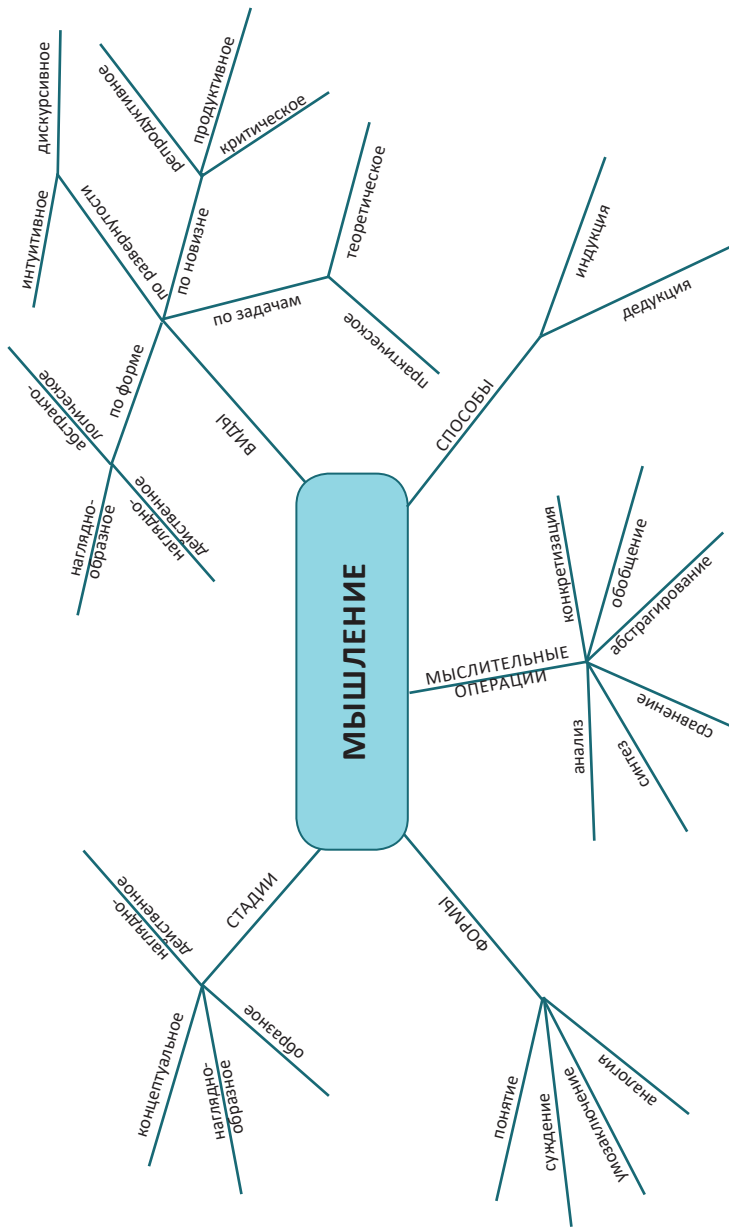 МЫШЛЕНИЕ
ВИДЫ
по форме
наглядно-
образное
абстракто-
логическое
наглядно-
действенное
по развернутости
интуитивное
дискурсивное
по новизне
репродуктивное
продуктивное
критическое
по задачам
теоретическое
практическое
СПОСОБЫ
индукция
дедукция
МЫСЛИТЕЛЬНЫЕ
ОПЕРАЦИИ
конкретизация
обобщение
абстрагирование
сравнение
синтез
анализ
ФОРМЫ
понятие
суждение
умозаключение
аналогия
СТАДИИ
наглядно-
действенное
концептуальное
наглядно-
образное
образное